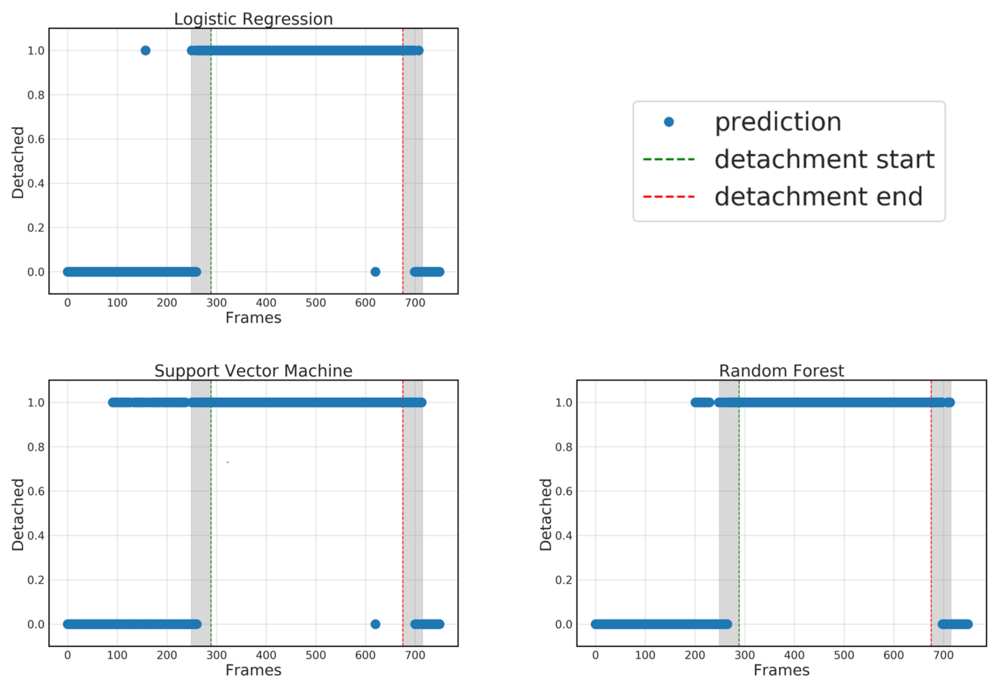 Logistic Regression
1.0
0.8
0.6
0.4
0.2
0.0
Detached
0 100 200 300 400 500 600 700
Frames
prediction
detachment start
detachment end
Support Vector Machine
1.0
0.8
0.6
0.4
0.2
0.0
Detached
0 100 200 300 400 500 600 700
Frames
Random Forest
1.0
0.8
0.6
0.4
0.2
0.0
Detached
0 100 200 300 400 500 600 700
Frames